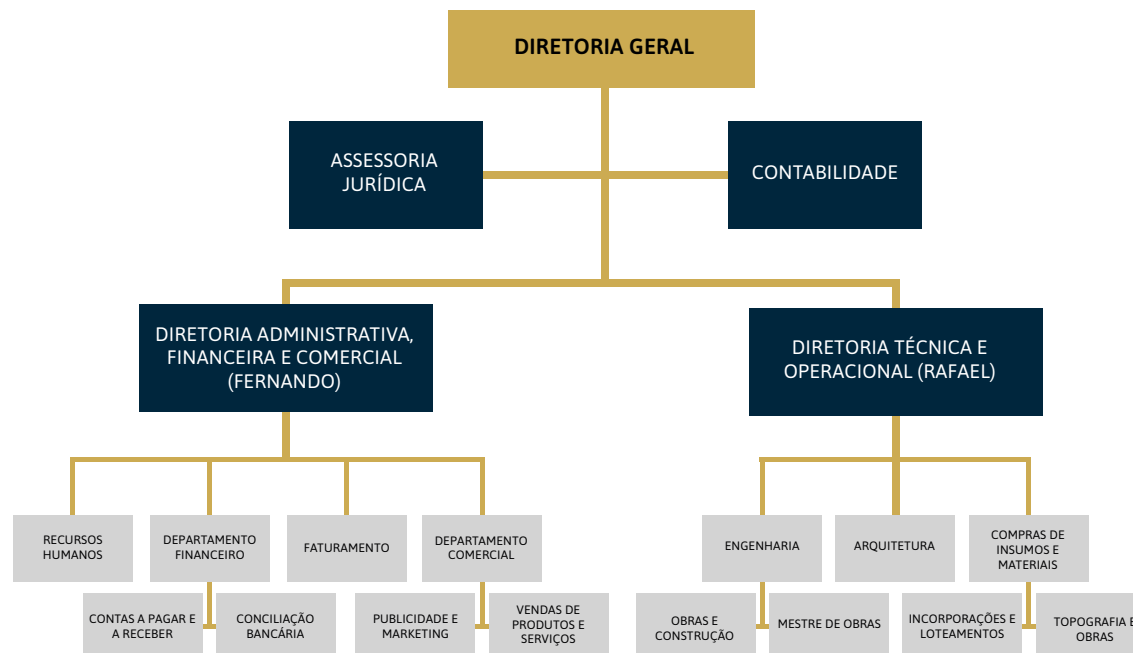 DIRETORIA GERAL
ASSESSORIA
JURÍDICA
CONTABILIDADE
DIRETORIA ADMINISTRATIVA,
FINANCEIRA E COMERCIAL
(FERNANDO)
DIRETORIA TÉCNICA E
OPERACIONAL (RAFAEL)
RECURSOS
HUMANOS
DEPARTAMENTO
FINANCEIRO
FATURAMENTO
DEPARTAMENTO
COMERCIAL
ENGENHARIA
ARQUITETURA
COMPRAS DE
INSUMOS E
MATERIAIS
CONTAS A PAGAR E
A RECEBER
CONCILIAÇÃO
BANCÁRIA
PUBLICIDADE E
MARKETING
VENDAS DE
PRODUTOS E
SERVIÇOS
OBRAS E
CONSTRUÇÃO
MESTRE DE OBRAS
INCORPORAÇÕES E
LOTEAMENTOS
TOPOGRAFIA E
OBRAS